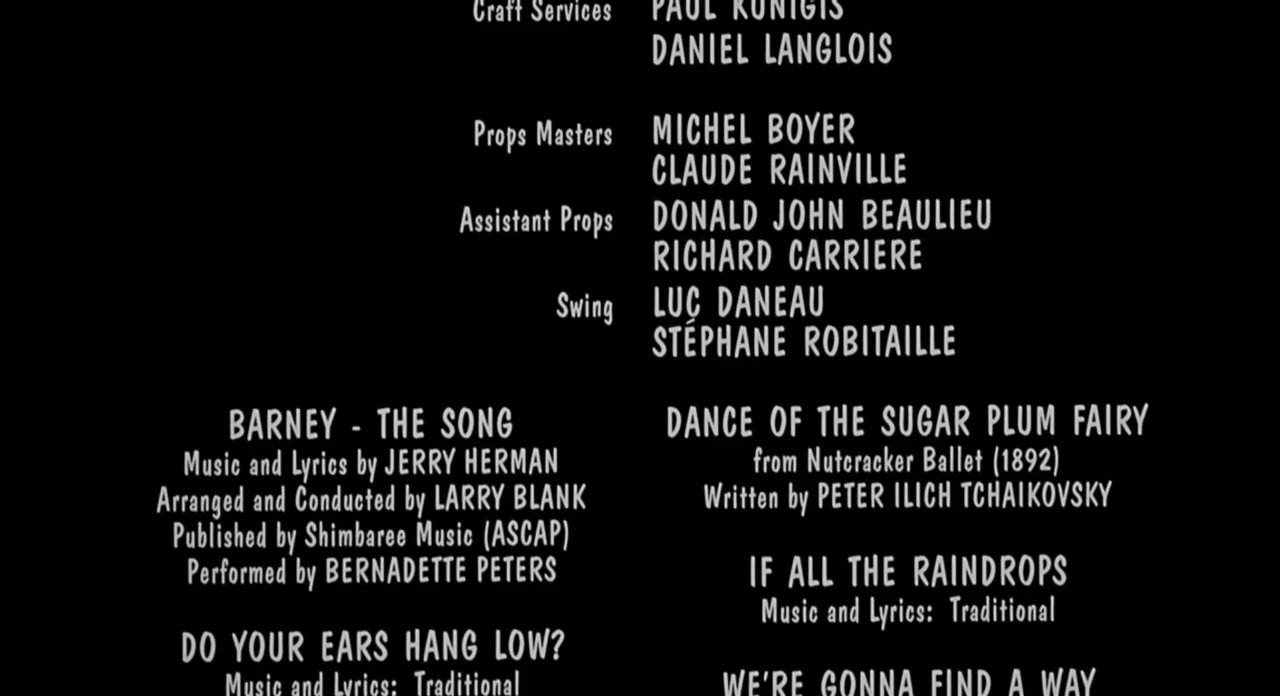 Craft Services PAUL KUNIGIS
DANIEL LANGLOIS
Props Masters MICHEL BOYER
CLAUDE RAINVILLE
Assistant Props DONALD JOHN BEAULIEU
RICHARD CARRIERE
Swing LUC DANEAU
STÉPHANE ROBITAILLE
BARNEY - THE SONG
Music and Lyrics by JERRY HERMAN
Arranged and Conducted by LARRY BLANK
Published by Shimbaree Music (ASCAP)
Performed by BERNADETTE PETERS
DO YOUR EARS HANG LOW?
Music and Lyrics: Traditional
DANCE OF THE SUGAR PLUM FAIRY
from Nutcracker Ballet (1892)
Written by PETER ILICH TCHAIKOVSKY
IF ALL THE RAINDROPS
Music and Lyrics: Traditional
WE'RE GONNA FIND A WAY